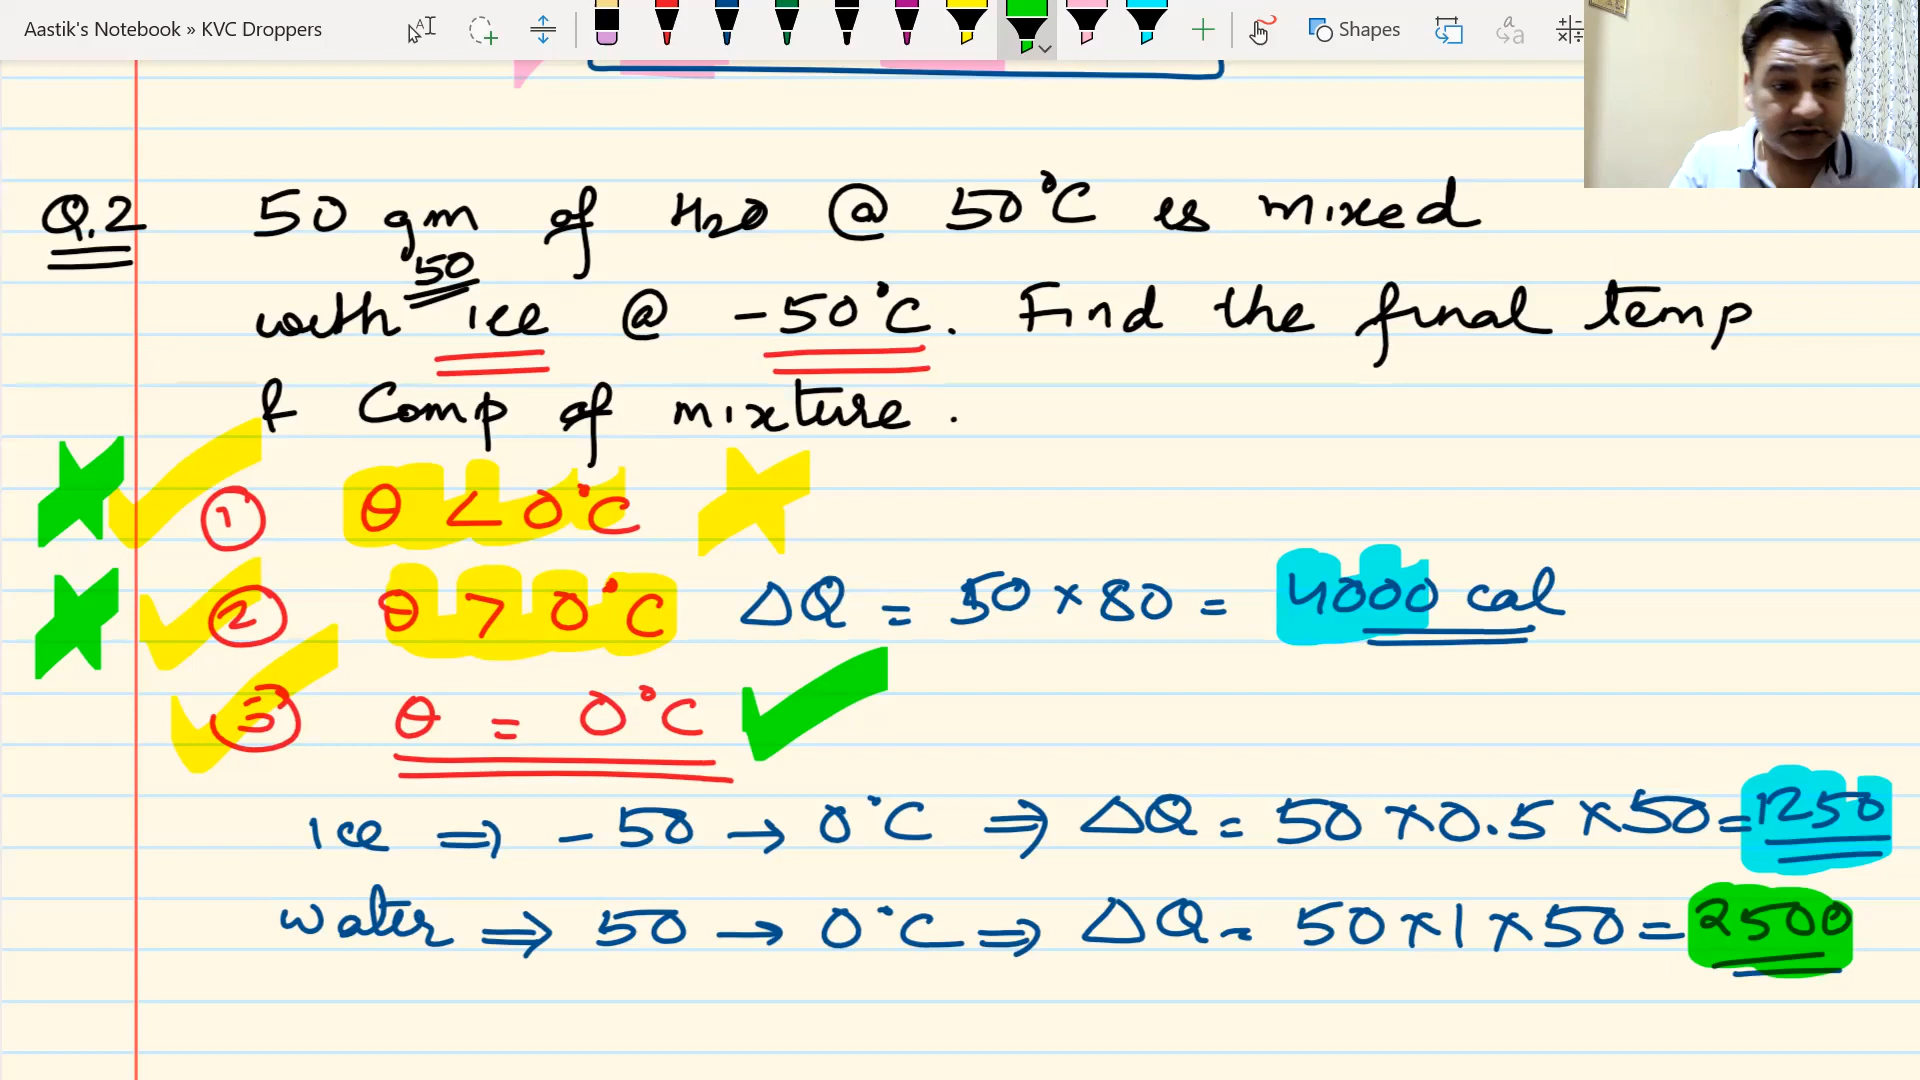 Aastik's Notebook » KVC Droppers
Shapes
Q.2 50 gm of H2O @ 50°C is mixed
50
with ice @ -50°C. Find the final temp
& Comp of mixture.
① θ < 0°C
② θ > 0°C ΔQ = 50 × 80 = 4000 cal
③ θ = 0°C
ice ⇒ -50 → 0°C ⇒ ΔQ = 50 × 0.5 × 50 = 1250
water ⇒ 50 → 0°C ⇒ ΔQ = 50 × 1 × 50 = 2500